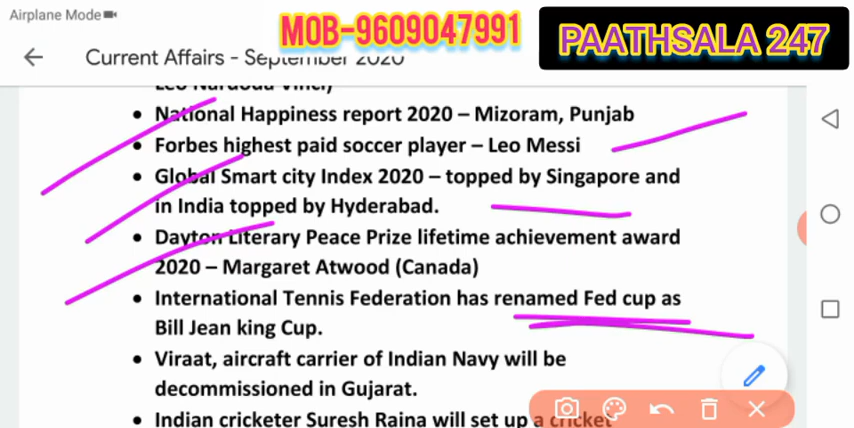 Airplane Mode
MOB-9609047991
PAATHSALA 247
Current Affairs - September 2020
Leo Nardoda Vinci)
• National Happiness report 2020 – Mizoram, Punjab
• Forbes highest paid soccer player – Leo Messi
• Global Smart city Index 2020 – topped by Singapore and
in India topped by Hyderabad.
• Dayton Literary Peace Prize lifetime achievement award
2020 – Margaret Atwood (Canada)
• International Tennis Federation has renamed Fed cup as
Bill Jean king Cup.
• Viraat, aircraft carrier of Indian Navy will be
decommissioned in Gujarat.
• Indian cricketer Suresh Raina will set up a cricket